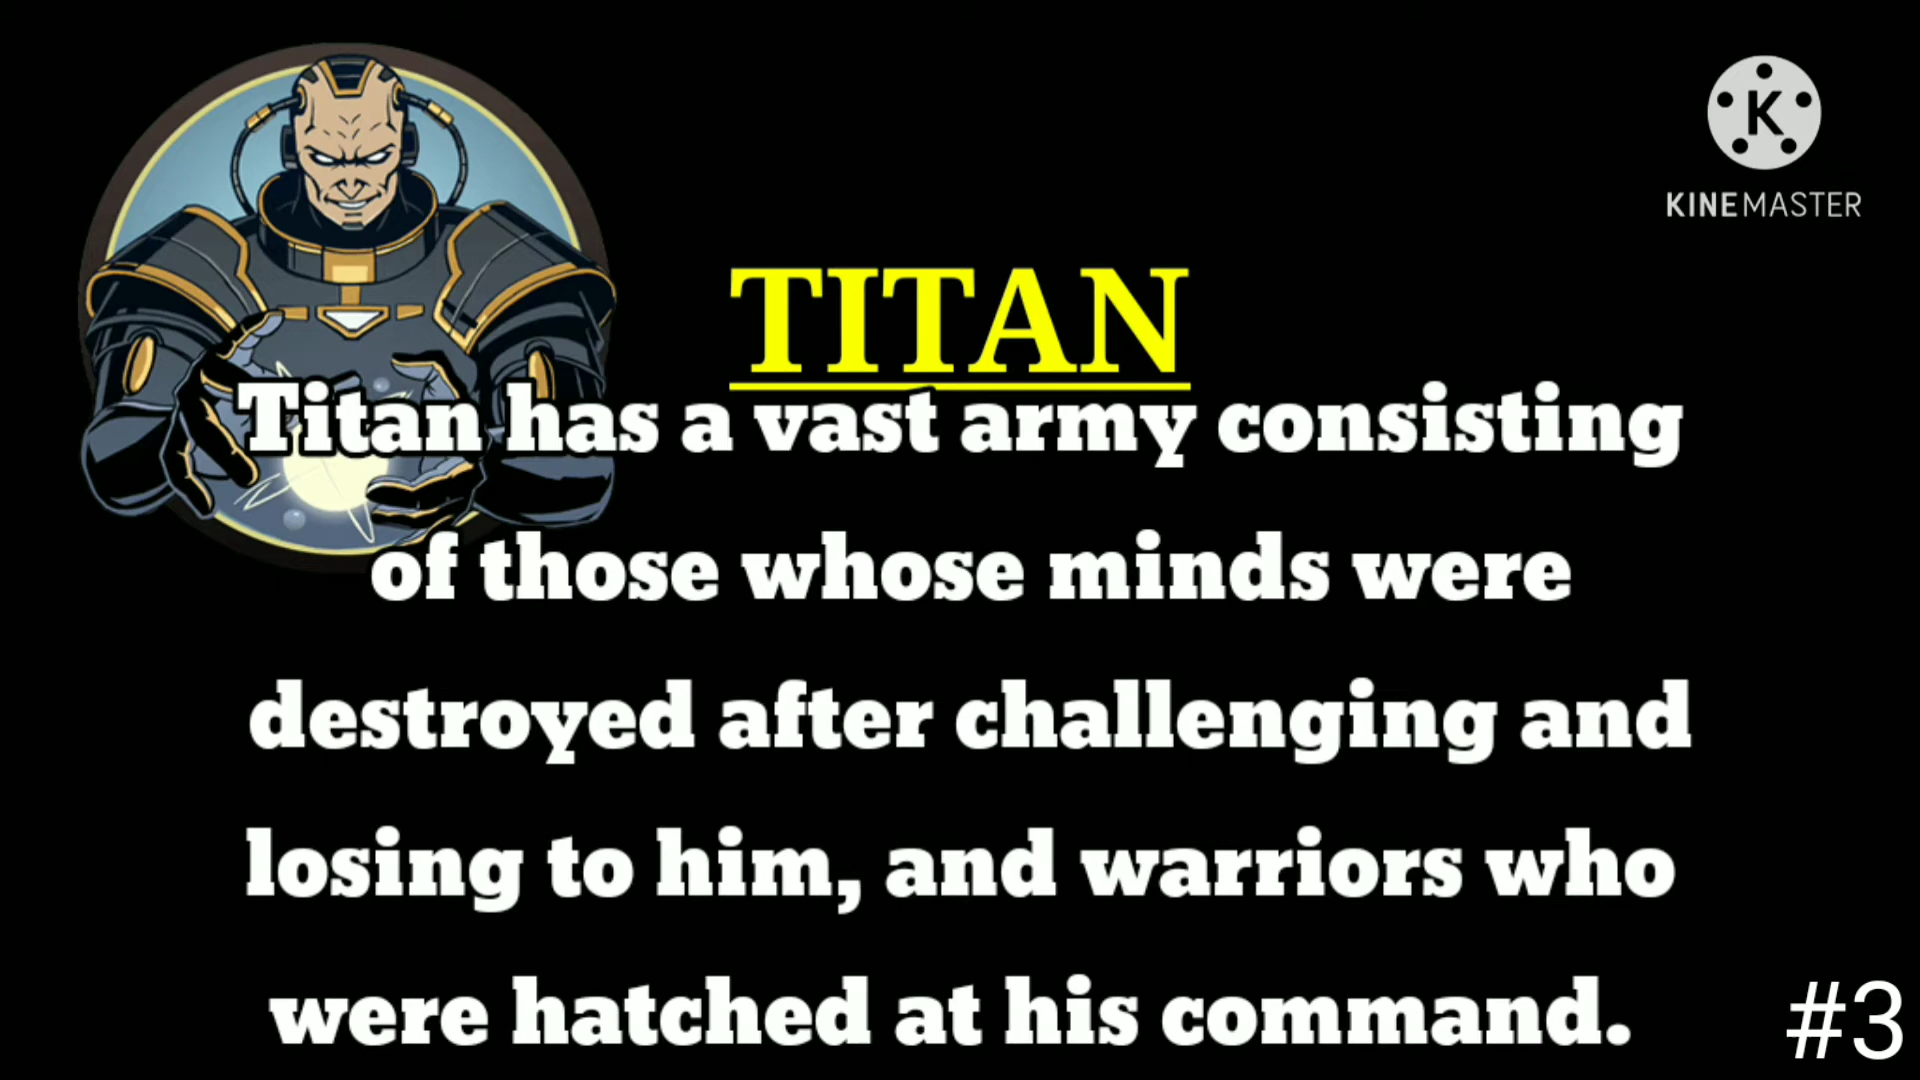 K
KINEMASTER
TITAN
Titan has a vast army consisting
of those whose minds were
destroyed after challenging and
losing to him, and warriors who
were hatched at his command.
#3